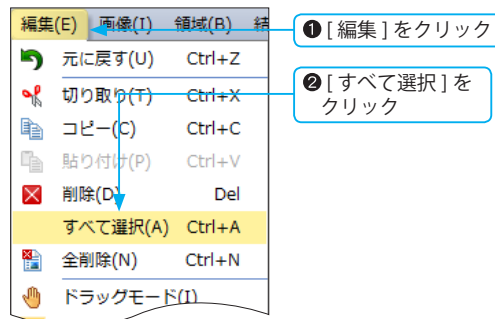 編集(E) 画像(I) 領域(B)
❶ [ 編集 ] をクリック
元に戻す(U) Ctrl+Z
❷ [ すべて選択 ] を
クリック
切り取り(T) Ctrl+X
コピー(C) Ctrl+C
貼り付け(P) Ctrl+V
削除(D) Del
すべて選択(A) Ctrl+A
全削除(N) Ctrl+N
ドラッグモード(I)